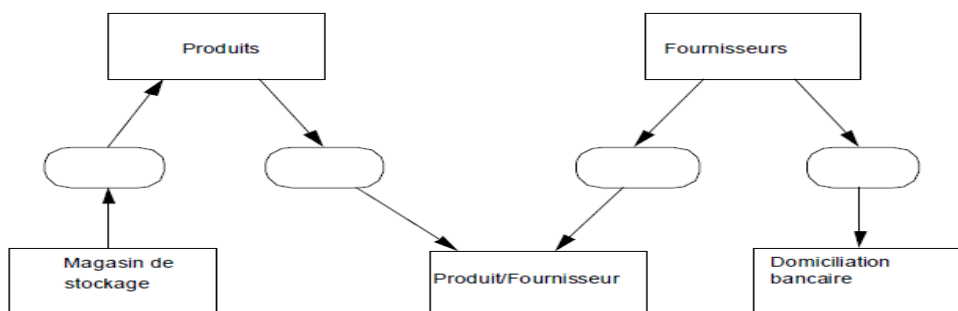 Produits
Fournisseurs
Magasin de
stockage
Produit/Fournisseur
Domiciliation
bancaire